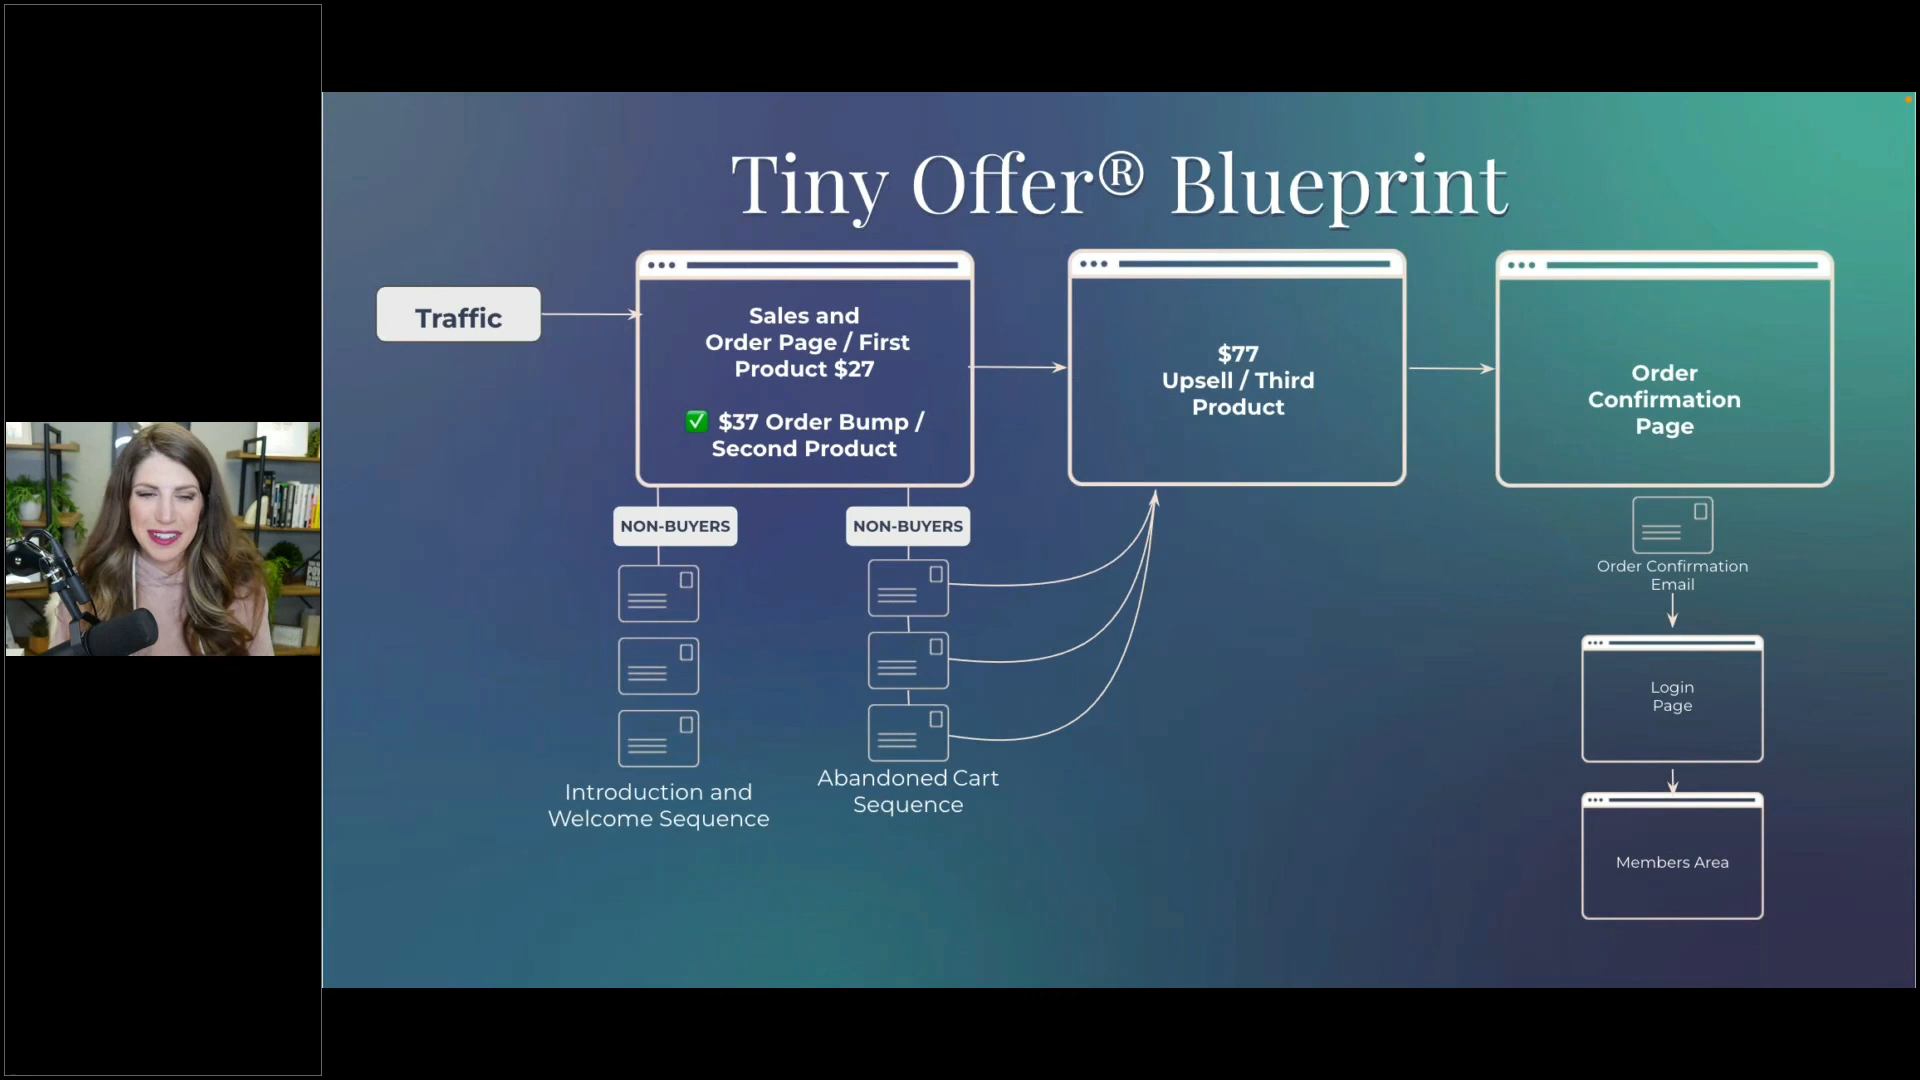 Tiny Offer® Blueprint
Traffic
Sales and
Order Page / First
Product $27
✅ $37 Order Bump /
Second Product
$77
Upsell / Third
Product
Order
Confirmation
Page
NON-BUYERS
NON-BUYERS
Introduction and
Welcome Sequence
Abandoned Cart
Sequence
Order Confirmation
Email
Login
Page
Members Area